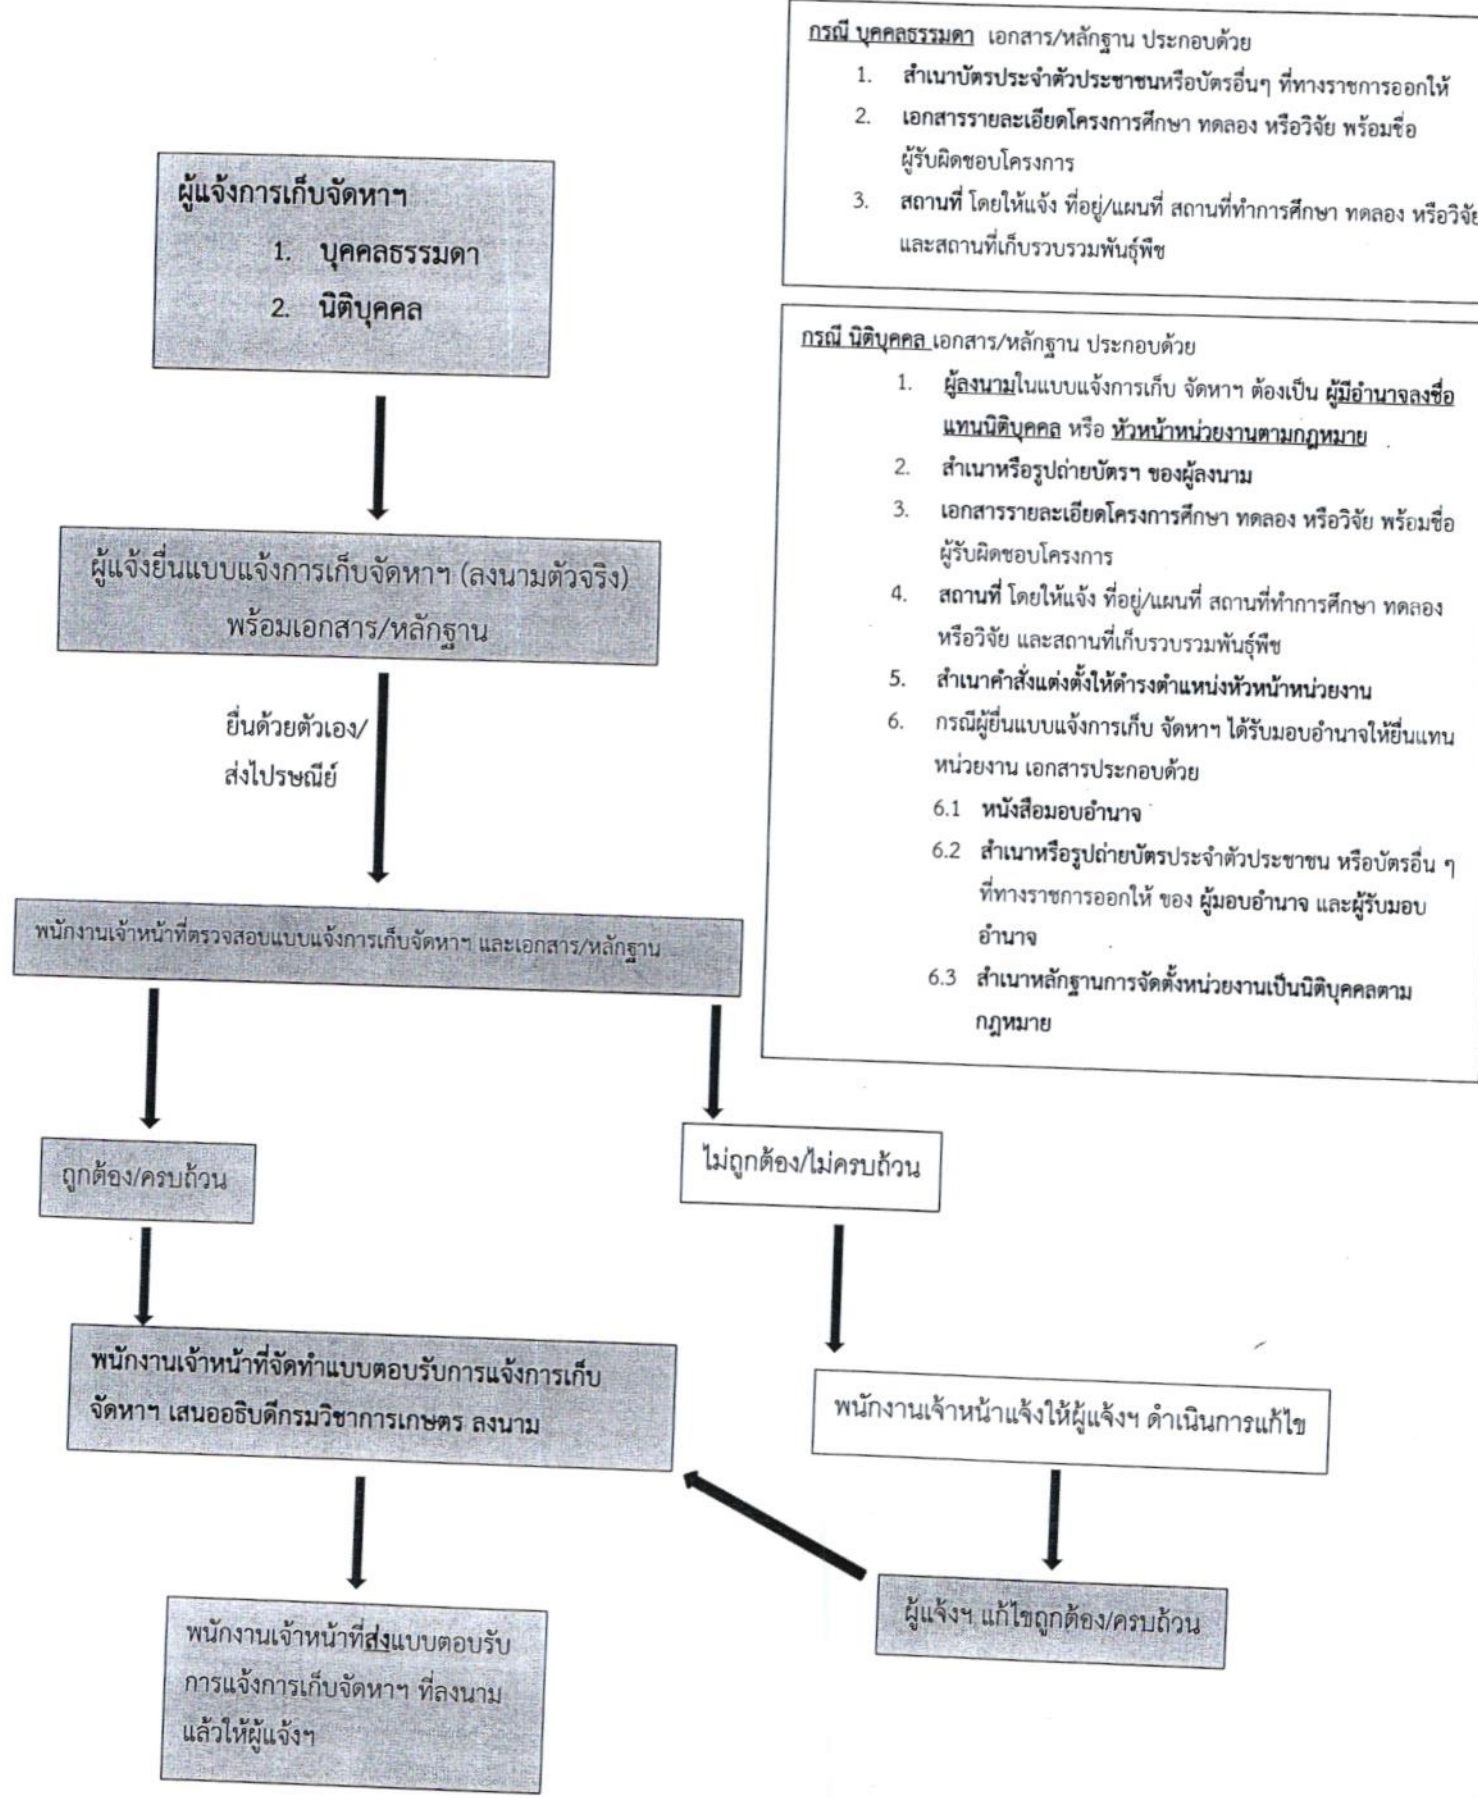 กรณี บุคคลธรรมดา เอกสาร/หลักฐาน ประกอบด้วย
1. สำเนาบัตรประจำตัวประชาชนหรือบัตรอื่นๆ ที่ทางราชการออกให้
2. เอกสารรายละเอียดโครงการศึกษา ทดลอง หรือวิจัย พร้อมชื่อ
ผู้รับผิดชอบโครงการ
3. สถานที่ โดยให้แจ้ง ที่อยู่/แผนที่ สถานที่ทำการศึกษา ทดลอง หรือวิจัย
และสถานที่เก็บรวบรวมพันธุ์พืช
ผู้แจ้งการเก็บจัดหาฯ
1. บุคคลธรรมดา
2. นิติบุคคล
กรณี นิติบุคคล เอกสาร/หลักฐาน ประกอบด้วย
1. ผู้ลงนามในแบบแจ้งการเก็บ จัดหาฯ ต้องเป็น ผู้มีอำนาจลงชื่อ
แทนนิติบุคคล หรือ หัวหน้าหน่วยงานตามกฎหมาย
2. สำเนาหรือรูปถ่ายบัตรฯ ของผู้ลงนาม
3. เอกสารรายละเอียดโครงการศึกษา ทดลอง หรือวิจัย พร้อมชื่อ
ผู้รับผิดชอบโครงการ
4. สถานที่ โดยให้แจ้ง ที่อยู่/แผนที่ สถานที่ทำการศึกษา ทดลอง
หรือวิจัย และสถานที่เก็บรวบรวมพันธุ์พืช
5. สำเนาคำสั่งแต่งตั้งให้ดำรงตำแหน่งหัวหน้าหน่วยงาน
6. กรณีผู้ยื่นแบบแจ้งการเก็บ จัดหาฯ ได้รับมอบอำนาจให้ยื่นแทน
หน่วยงาน เอกสารประกอบด้วย
6.1 หนังสือมอบอำนาจ
6.2 สำเนาหรือรูปถ่ายบัตรประจำตัวประชาชน หรือบัตรอื่น ๆ
ที่ทางราชการออกให้ ของ ผู้มอบอำนาจ และผู้รับมอบ
อำนาจ
6.3 สำเนาหลักฐานการจัดตั้งหน่วยงานเป็นนิติบุคคลตาม
กฎหมาย
ผู้แจ้งยื่นแบบแจ้งการเก็บจัดหาฯ (ลงนามตัวจริง)
พร้อมเอกสาร/หลักฐาน
ยื่นด้วยตัวเอง/
ส่งไปรษณีย์
พนักงานเจ้าหน้าที่ตรวจสอบแบบแจ้งการเก็บจัดหาฯ และเอกสาร/หลักฐาน
ถูกต้อง/ครบถ้วน
ไม่ถูกต้อง/ไม่ครบถ้วน
พนักงานเจ้าหน้าที่จัดทำแบบตอบรับการแจ้งการเก็บ
จัดหาฯ เสนออธิบดีกรมวิชาการเกษตร ลงนาม
พนักงานเจ้าหน้าแจ้งให้ผู้แจ้งฯ ดำเนินการแก้ไข
ผู้แจ้งฯ แก้ไขถูกต้อง/ครบถ้วน
พนักงานเจ้าหน้าที่ส่งแบบตอบรับ
การแจ้งการเก็บจัดหาฯ ที่ลงนาม
แล้วให้ผู้แจ้งฯ